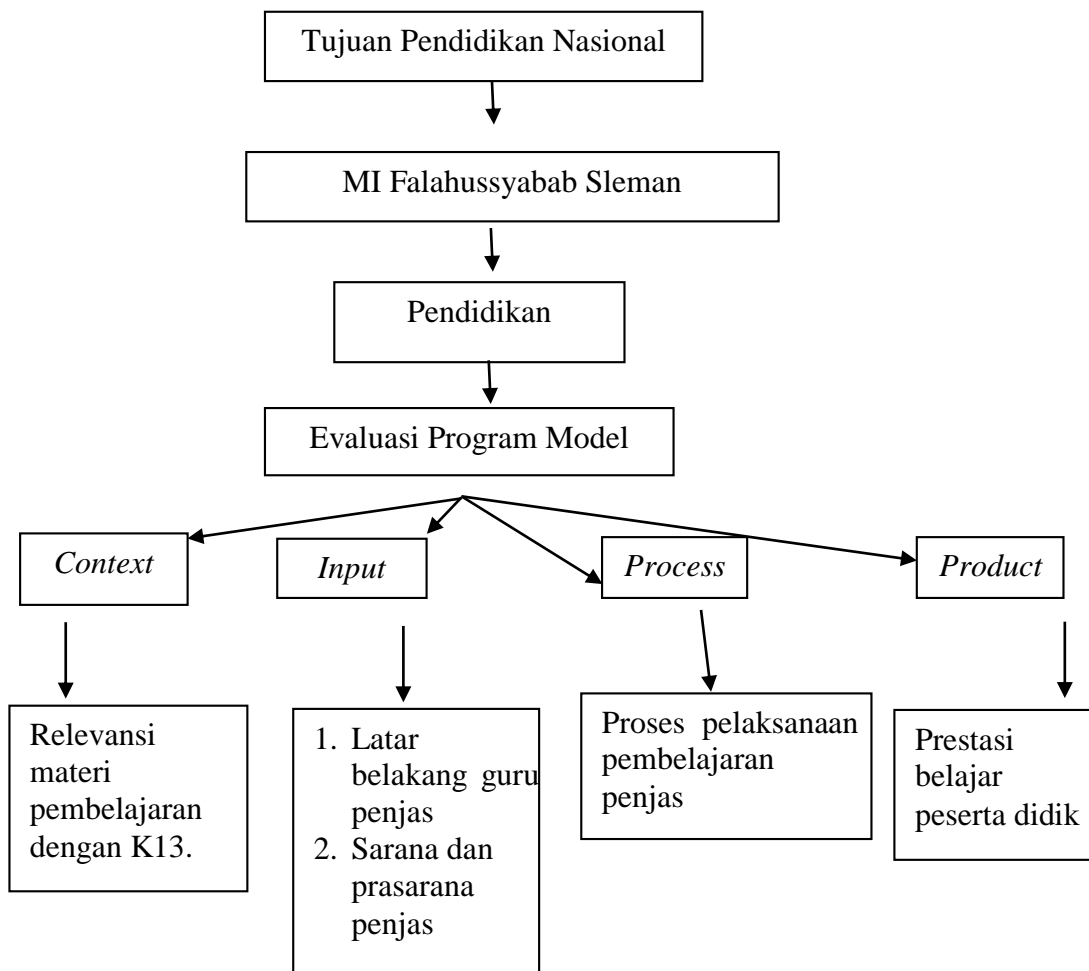 Tujuan Pendidikan Nasional
MI Falahussyabab Sleman
Pendidikan
Evaluasi Program Model
Context
Input
Process
Product
Relevansi
materi
pembelajaran
dengan K13.
1. Latar
belakang guru
penjas
2. Sarana dan
prasarana
penjas
Proses pelaksanaan
pembelajaran
penjas
Prestasi
belajar
peserta didik